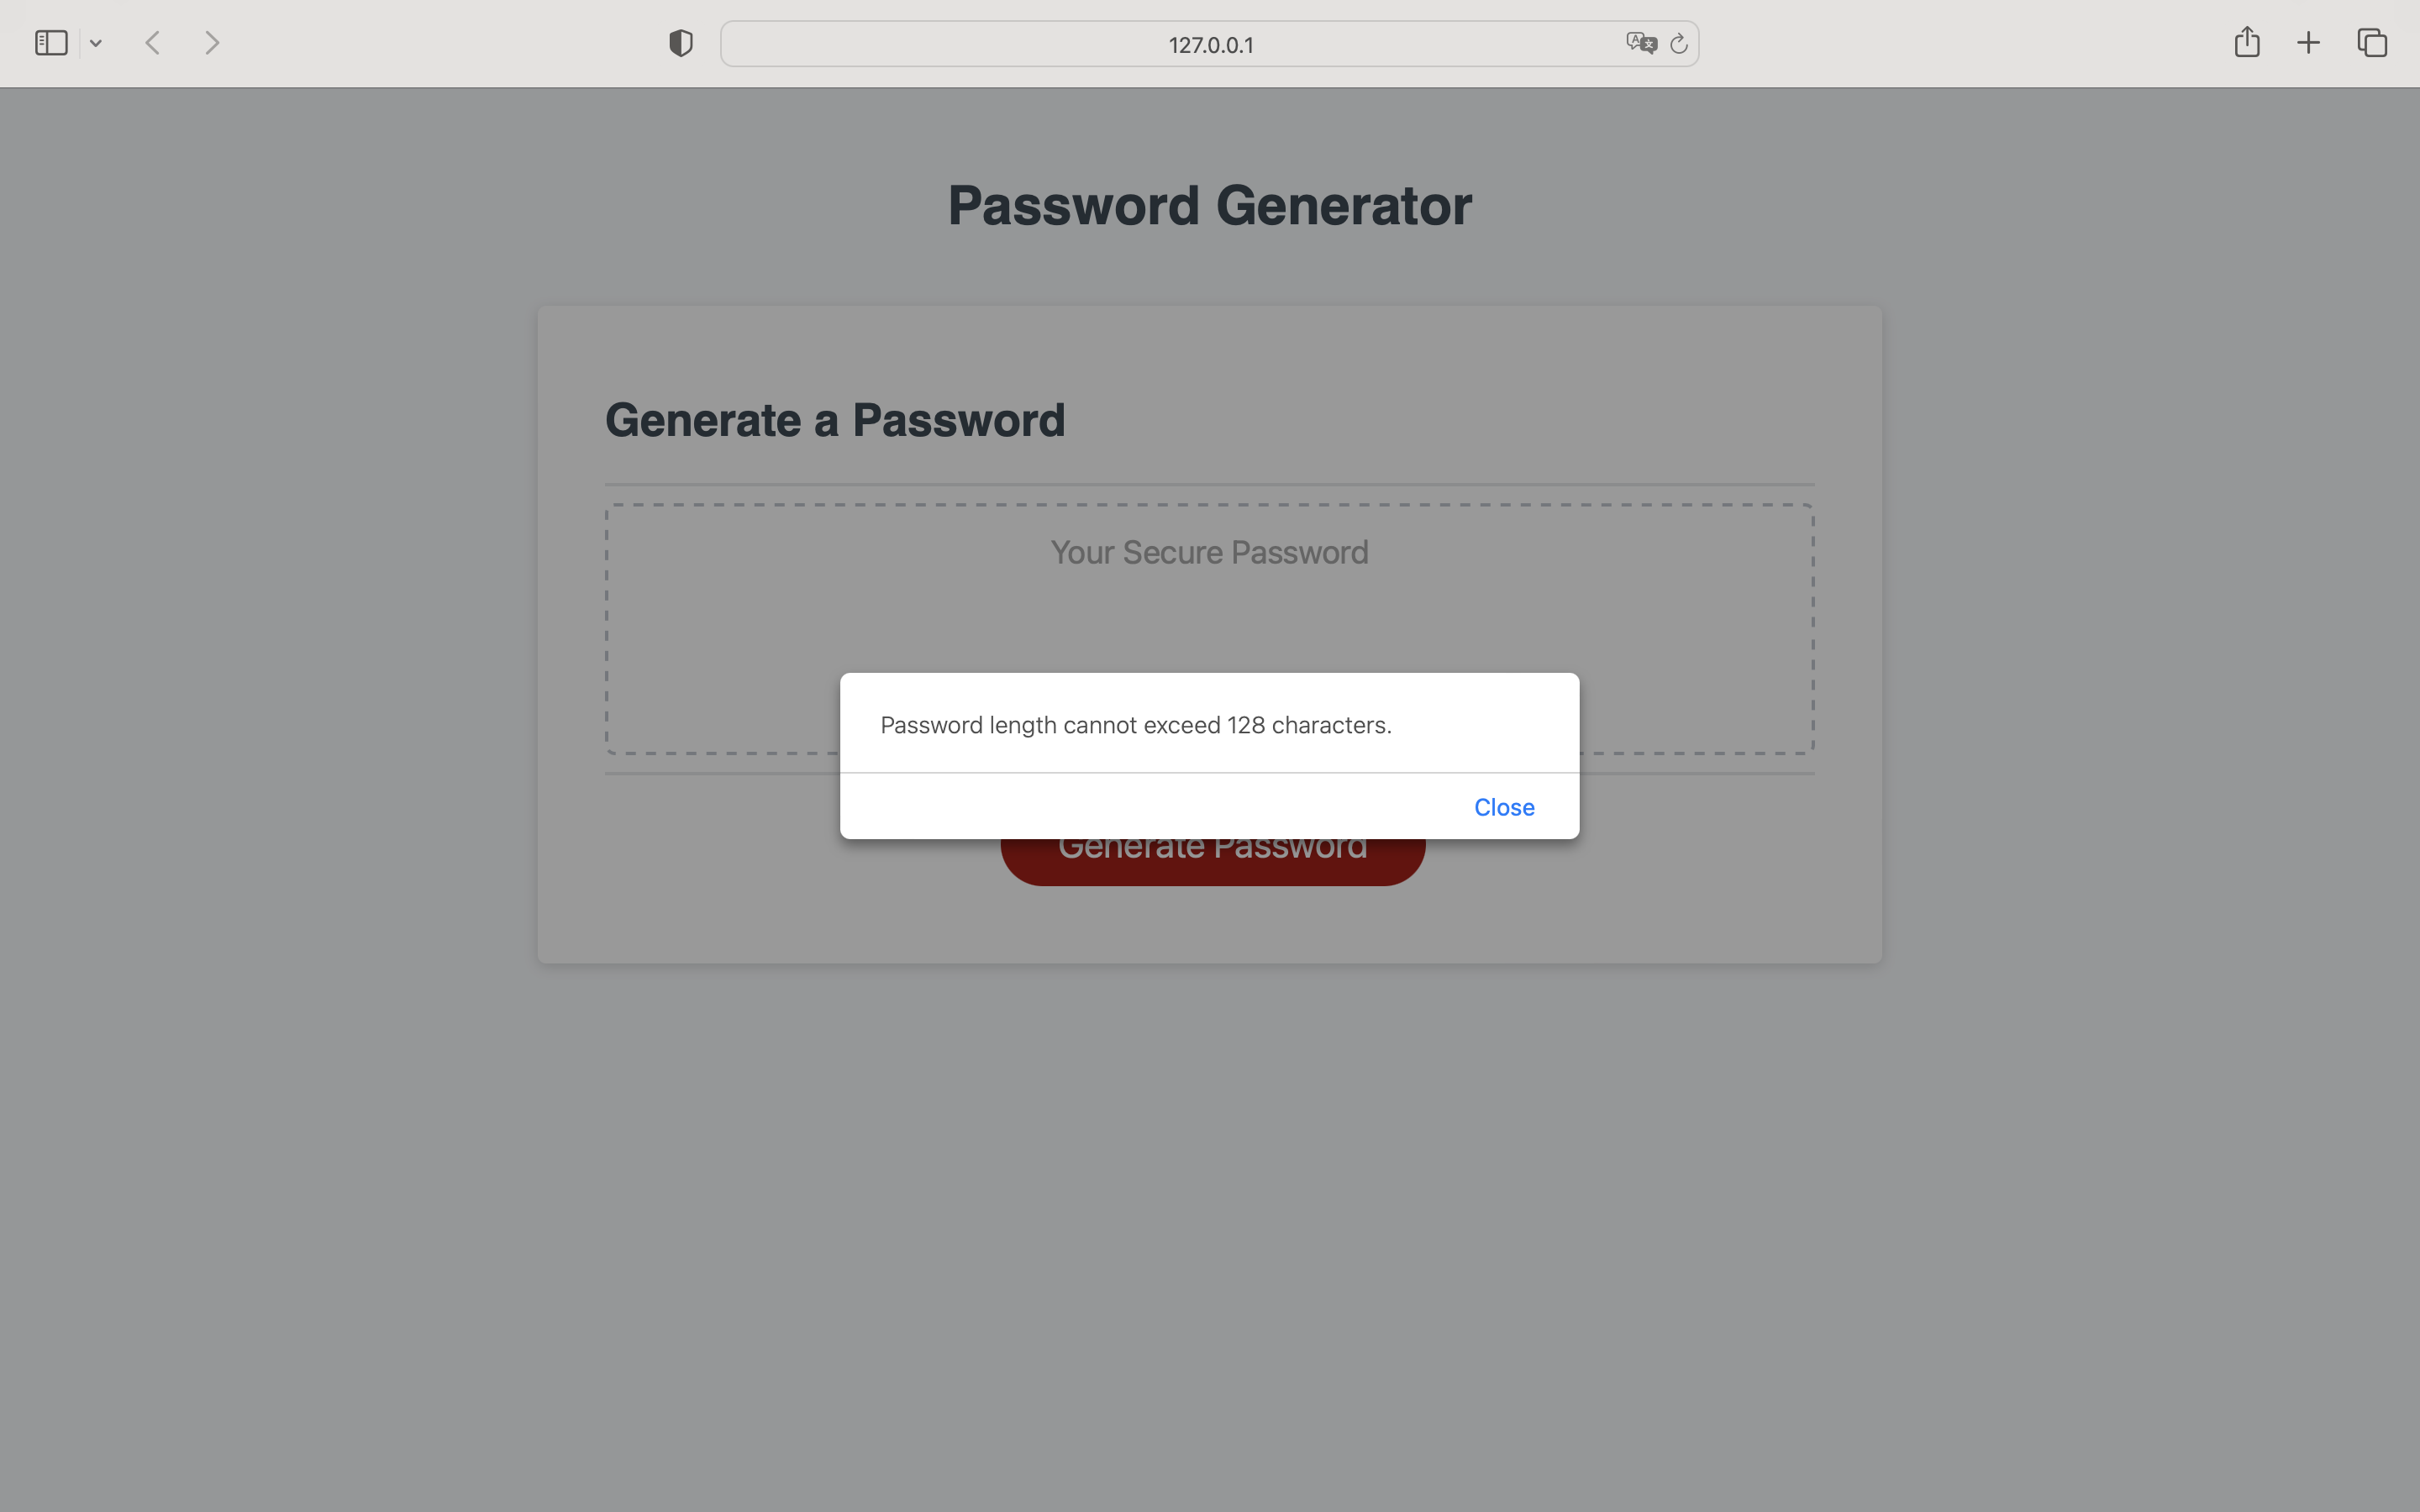 127.0.0.1
Password Generator
Generate a Password
Your Secure Password
Password length cannot exceed 128 characters.
Close
Generate Password